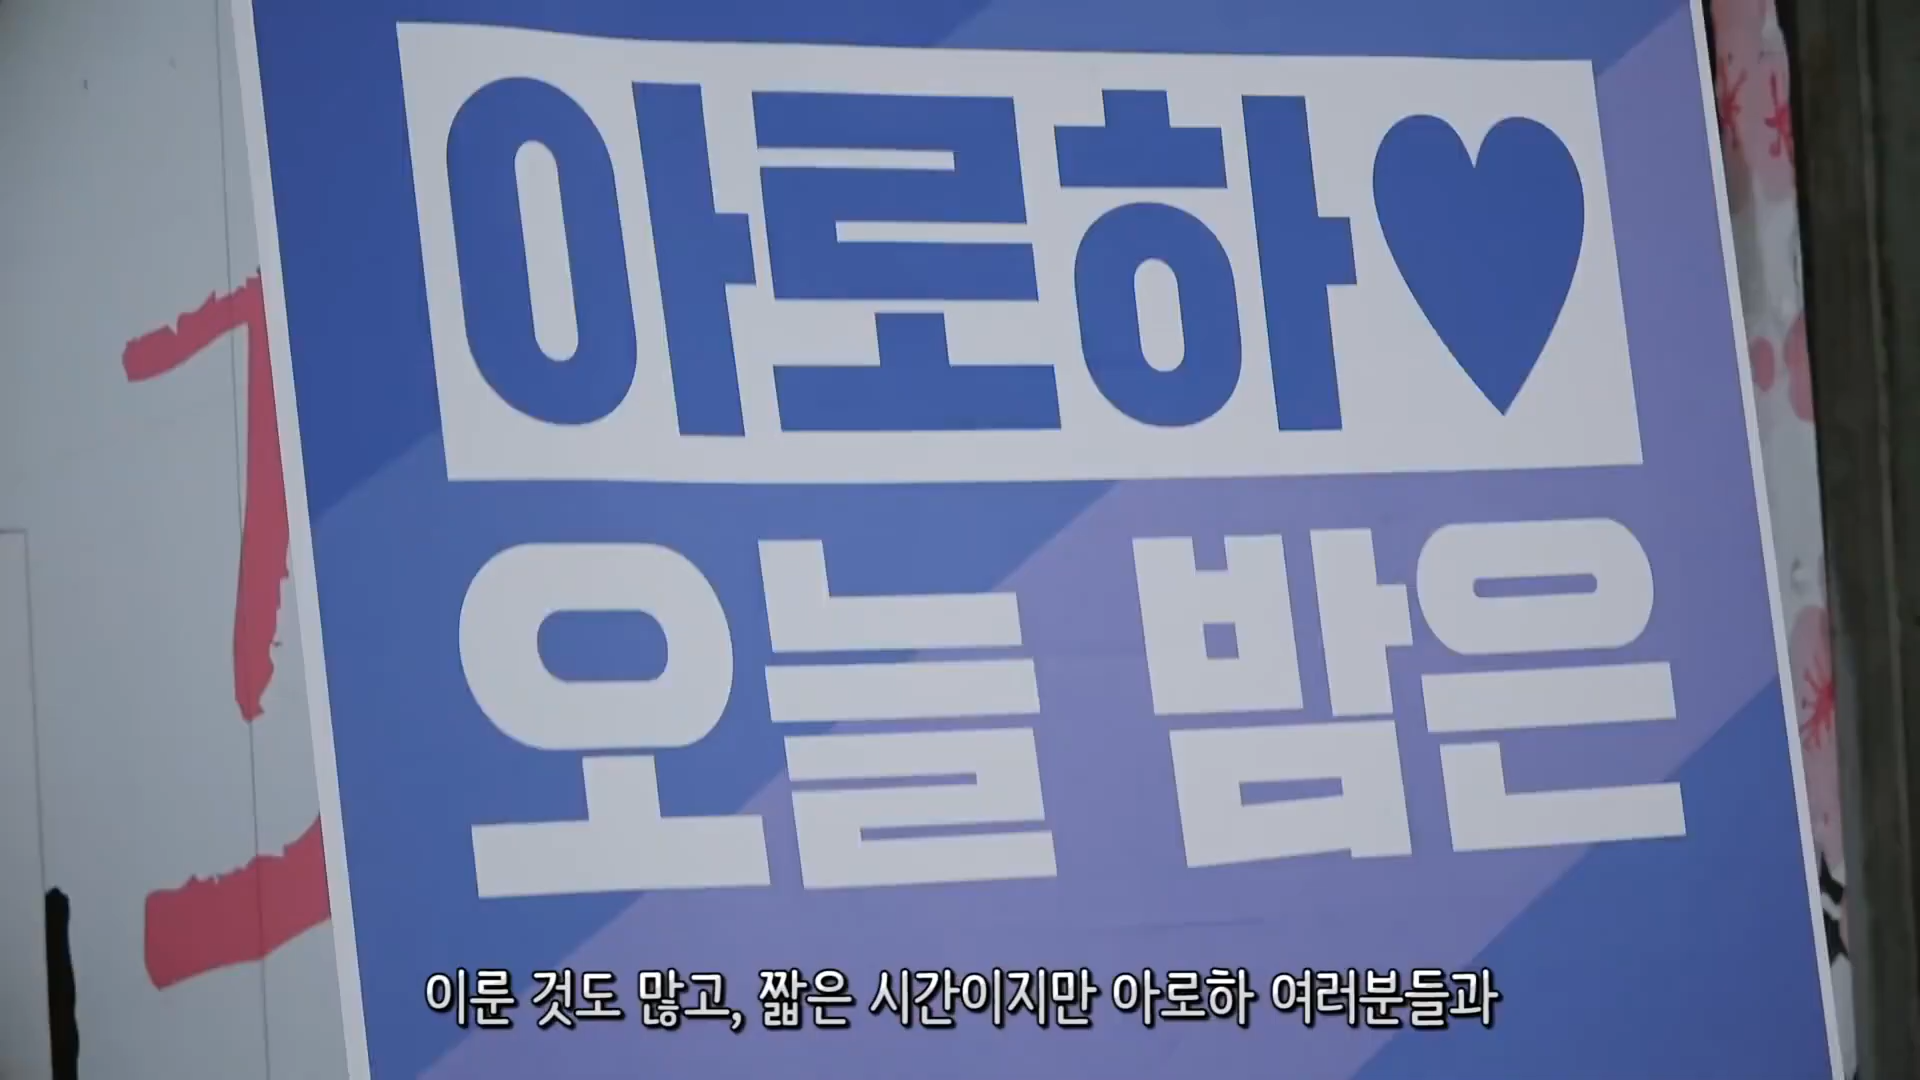 아로하♥
오늘 밤은
이룬 것도 많고, 짧은 시간이지만 아로하 여러분들과